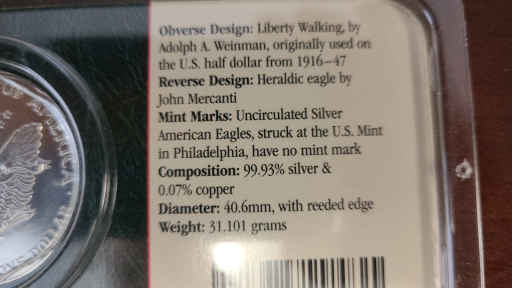 Obverse Design: Liberty Walking, by
Adolph A. Weinman, originally used on
the U.S. half dollar from 1916–47
Reverse Design: Heraldic eagle by
John Mercanti
Mint Marks: Uncirculated Silver
American Eagles, struck at the U.S. Mint
in Philadelphia, have no mint mark
Composition: 99.93% silver &
0.07% copper
Diameter: 40.6mm, with reeded edge
Weight: 31.101 grams
OF AMERICA